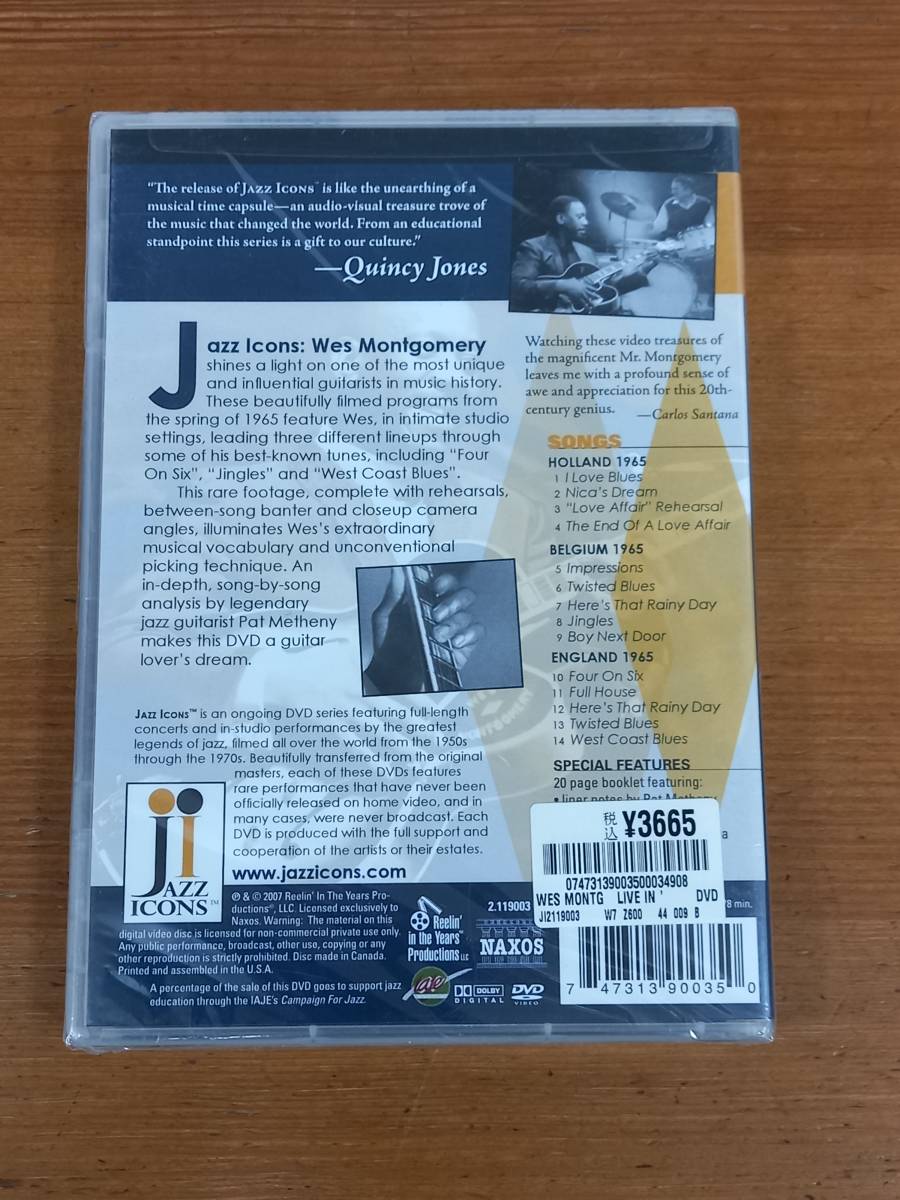 “The release of JAZZ ICONS™ is like the unearthing of a
musical time capsule—an audio-visual treasure trove of
the music that changed the world. From an educational
standpoint this series is a gift to our culture.”
—Quincy Jones
Jazz Icons: Wes Montgomery
shines a light on one of the most unique
and influential guitarists in music history.
These beautifully filmed programs from
the spring of 1965 feature Wes, in intimate studio
settings, leading three different lineups through
some of his best-known tunes, including “Four
On Six”, “Jingles” and “West Coast Blues”.
This rare footage, complete with rehearsals,
between-song banter and closeup camera
angles, illuminates Wes’s extraordinary
musical vocabulary and unconventional
picking technique. An
in-depth, song-by-song
analysis by legendary
jazz guitarist Pat Metheny
makes this DVD a guitar
lover’s dream.
Watching these video treasures of
the magnificent Mr. Montgomery
leaves me with a profound sense of
awe and appreciation for this 20th-
century genius. —Carlos Santana
SONGS
HOLLAND 1965
1 I Love Blues
2 Nica’s Dream
3 “Love Affair” Rehearsal
4 The End Of A Love Affair
BELGIUM 1965
5 Impressions
6 Twisted Blues
7 Here’s That Rainy Day
8 Jingles
9 Boy Next Door
ENGLAND 1965
10 Four On Six
11 Full House
12 Here’s That Rainy Day
13 Twisted Blues
14 West Coast Blues
SPECIAL FEATURES
20 page booklet featuring:
• liner notes by Pat Metheny
JAZZ ICONS™ is an ongoing DVD series featuring full-length
concerts and in-studio performances by the greatest
legends of jazz, filmed all over the world from the 1950s
through the 1970s. Beautifully transferred from the original
masters, each of these DVDs features
rare performances that have never been
officially released on home video, and in
many cases, were never broadcast. Each
DVD is produced with the full support and
cooperation of the artists or their estates.
www.jazzicons.com
ji
JAZZ
ICONS™
℗ & © 2007 Reelin’ In The Years Pro-
ductions®, LLC. Licensed exclusively to
Naxos. Warning: The material on this
digital video disc is licensed for non-commercial private use only.
Any public performance, broadcast, other use, copying or any
other reproduction is strictly prohibited. Disc made in Canada.
Printed and assembled in the U.S.A.
A percentage of the sale of this DVD goes to support jazz
education through the IAJE’s Campaign For Jazz.
Reelin’
in the Years™
Productions LLC
2.119003
NAXOS
DOLBY
DIGITAL
DVD
VIDEO
税込 ¥3665
07473139003500034908
WES MONTG LIVE IN ' DVD
JI2119003 W7 Z600 44 009 B
a
8 min.
7 47313 90035 0